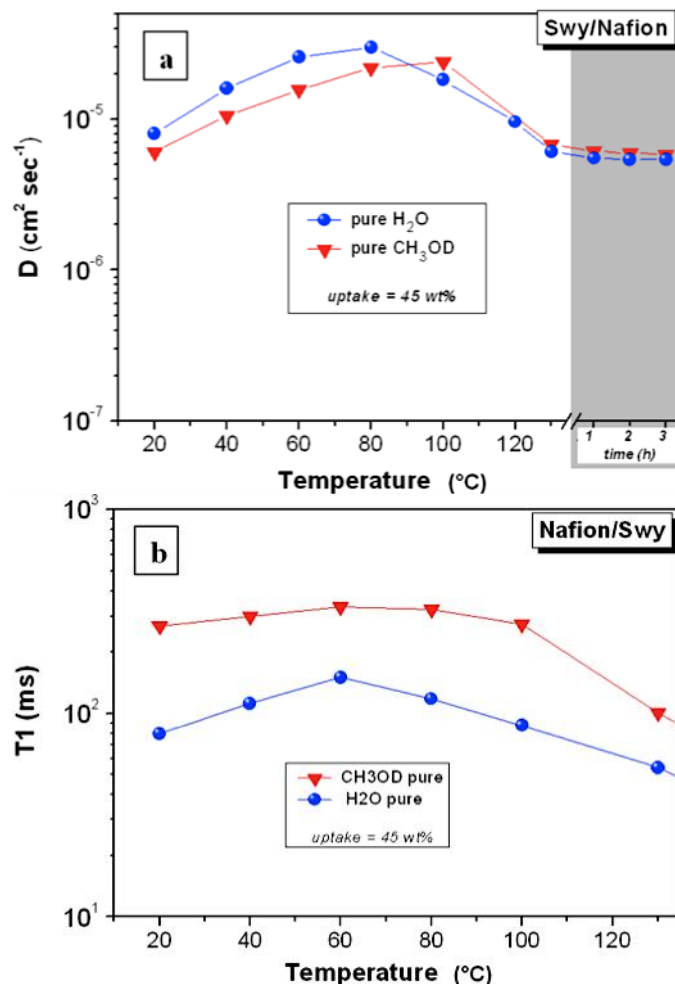 a
Swy/Nafion
10⁻⁵
10⁻⁶
10⁻⁷
D (cm² sec⁻¹)
pure H₂O
pure CH₃OD
uptake = 45 wt%
20 40 60 80 100 120 1 2 3
time (h)
Temperature (°C)
b
Nafion/Swy
10³
10²
10¹
T1 (ms)
CH3OD pure
H2O pure
uptake = 45 wt%
20 40 60 80 100 120
Temperature (°C)